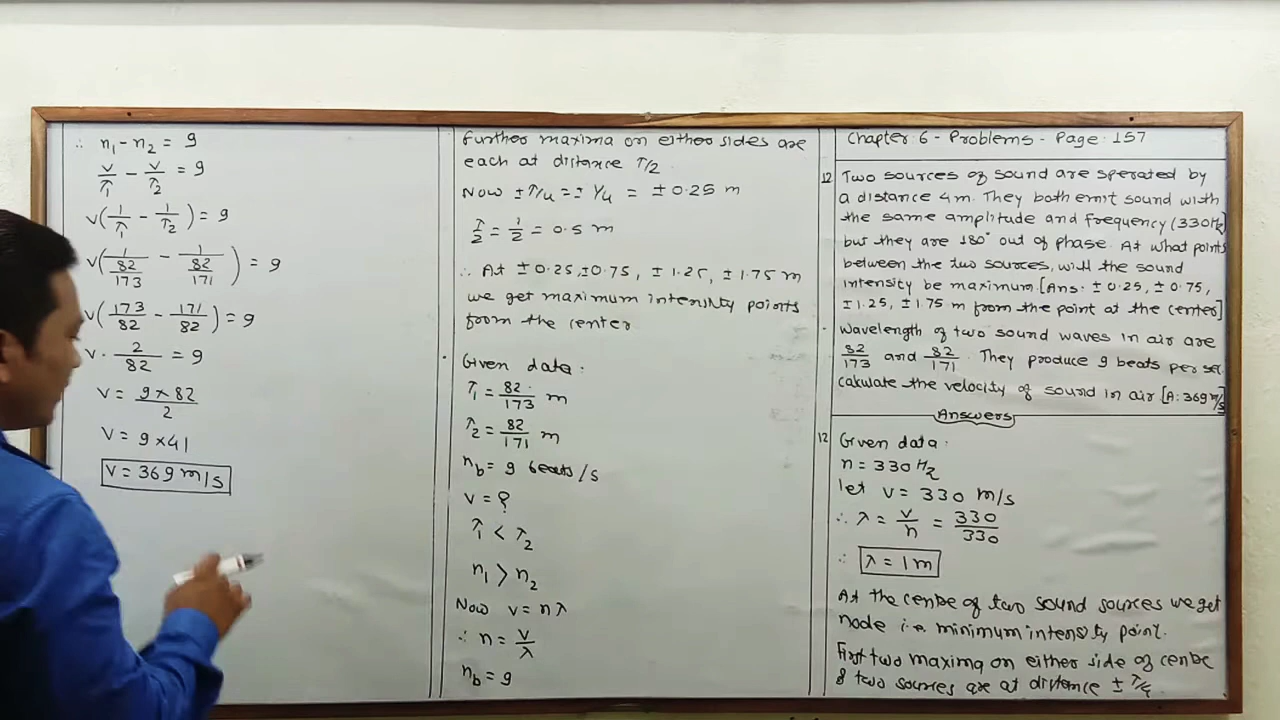 Chapter: 6 - Problems - Page: 157
12 Two sources of sound are sperated by
a distance 4m. They both emit sound with
the same amplitude and frequency (330Hz)
but they are 180° out of phase. At what points
between the two sources, will the sound
intensity be maximum [Ans: ±0.25, ±0.75,
±1.25, ±1.75 m from the point at the center]
· Wavelength of two sound waves in air are
82/173 and 82/171. They produce 9 beats per sec.
calculate the velocity of sound in air [A: 369m/s]
Answers
12 Given data:
n = 330 Hz
let v = 330 m/s
∴ λ = v/n = 330/330
∴ λ = 1m
At the centre of two sound sources we get
node i.e. minimum intensity point.
First two maxima on either side of centre
& two sources are at distance ± λ/4
Further maxima on either sides are
each at distance λ/2
Now ±λ/4 = ± 1/4 = ±0.25 m
λ/2 = 1/2 = 0.5 m
∴ At ±0.25, ±0.75, ±1.25, ±1.75 m
we get maximum intensity points
from the center
· Given data:
λ₁ = 82/173 m
λ₂ = 82/171 m
n_b = 9 beats/s
v = ?
λ₁ < λ₂
n₁ > n₂
Now v = nλ
∴ n = v/λ
n_b = 9
∴ n₁ - n₂ = 9
v/λ₁ - v/λ₂ = 9
v(1/λ₁ - 1/λ₂) = 9
v(1/(82/173) - 1/(82/171)) = 9
v(173/82 - 171/82) = 9
v · 2/82 = 9
v = 9×82/2
v = 9×41
v = 369 m/s